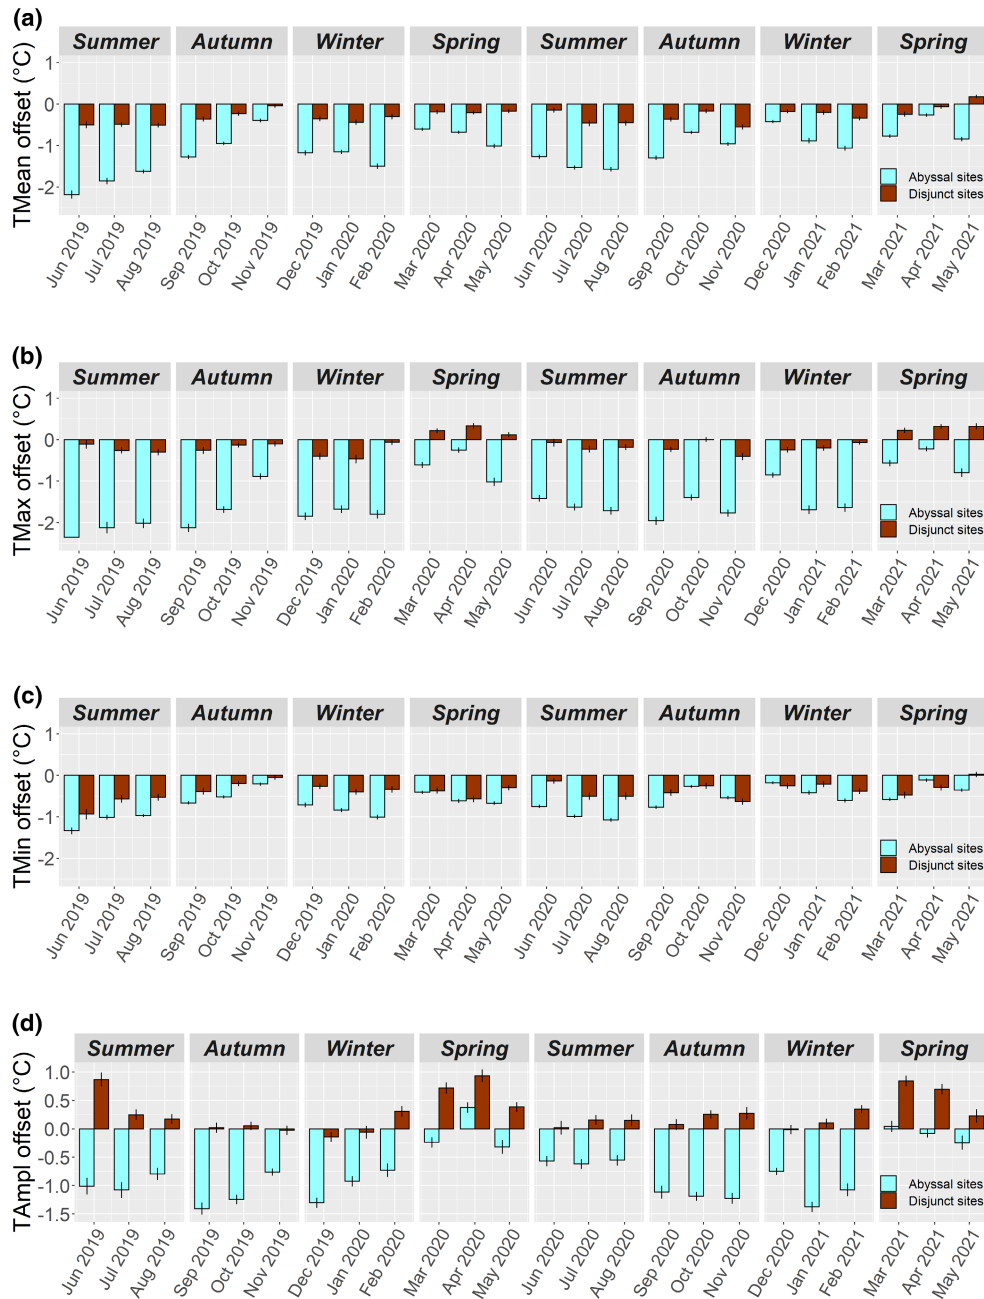 (a)
Summer Autumn Winter Spring Summer Autumn Winter Spring
TMean offset (°C)
1
0
-1
-2
Abyssal sites
Disjunct sites
Jun 2019 Jul 2019 Aug 2019 Sep 2019 Oct 2019 Nov 2019 Dec 2019 Jan 2020 Feb 2020 Mar 2020 Apr 2020 May 2020 Jun 2020 Jul 2020 Aug 2020 Sep 2020 Oct 2020 Nov 2020 Dec 2020 Jan 2021 Feb 2021 Mar 2021 Apr 2021 May 2021
(b)
Summer Autumn Winter Spring Summer Autumn Winter Spring
TMax offset (°C)
1
0
-1
-2
Abyssal sites
Disjunct sites
Jun 2019 Jul 2019 Aug 2019 Sep 2019 Oct 2019 Nov 2019 Dec 2019 Jan 2020 Feb 2020 Mar 2020 Apr 2020 May 2020 Jun 2020 Jul 2020 Aug 2020 Sep 2020 Oct 2020 Nov 2020 Dec 2020 Jan 2021 Feb 2021 Mar 2021 Apr 2021 May 2021
(c)
Summer Autumn Winter Spring Summer Autumn Winter Spring
TMin offset (°C)
1
0
-1
-2
Abyssal sites
Disjunct sites
Jun 2019 Jul 2019 Aug 2019 Sep 2019 Oct 2019 Nov 2019 Dec 2019 Jan 2020 Feb 2020 Mar 2020 Apr 2020 May 2020 Jun 2020 Jul 2020 Aug 2020 Sep 2020 Oct 2020 Nov 2020 Dec 2020 Jan 2021 Feb 2021 Mar 2021 Apr 2021 May 2021
(d)
Summer Autumn Winter Spring Summer Autumn Winter Spring
TAmpl offset (°C)
1.0
0.5
0.0
-0.5
-1.0
-1.5
Abyssal sites
Disjunct sites
Jun 2019 Jul 2019 Aug 2019 Sep 2019 Oct 2019 Nov 2019 Dec 2019 Jan 2020 Feb 2020 Mar 2020 Apr 2020 May 2020 Jun 2020 Jul 2020 Aug 2020 Sep 2020 Oct 2020 Nov 2020 Dec 2020 Jan 2021 Feb 2021 Mar 2021 Apr 2021 May 2021